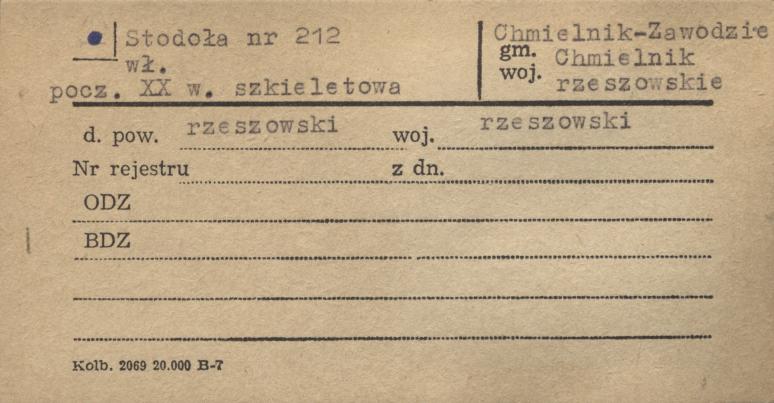 Stodoła nr 212
wł.
pocz. XX w. szkieletowa
Chmielnik-Zawodzie
gm. Chmielnik
woj. rzeszowskie
d. pow. rzeszowski woj. rzeszowski
Nr rejestru z dn.
ODZ
BDZ
Kolb. 2069 20.000 B-7